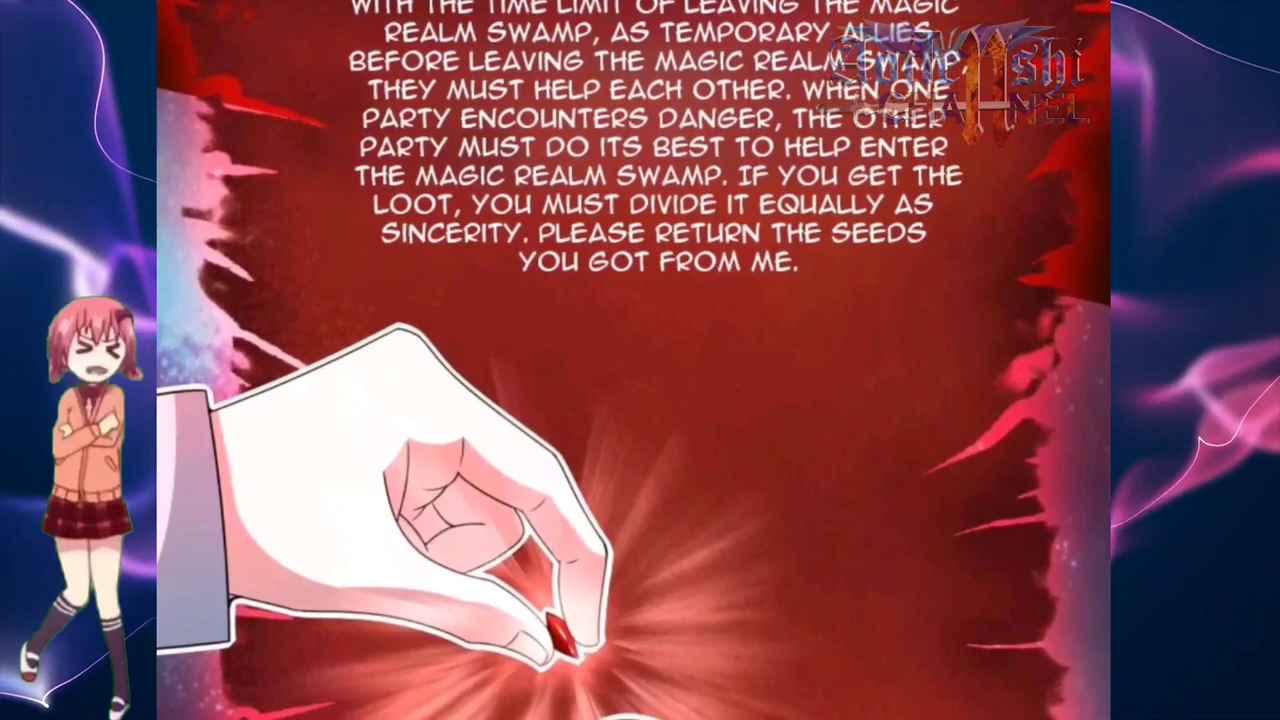 WITH THE TIME LIMIT OF LEAVING THE MAGIC
REALM SWAMP, AS TEMPORARY ALLIES
BEFORE LEAVING THE MAGIC REALM SWAMP,
THEY MUST HELP EACH OTHER. WHEN ONE
PARTY ENCOUNTERS DANGER, THE OTHER
PARTY MUST DO ITS BEST TO HELP ENTER
THE MAGIC REALM SWAMP. IF YOU GET THE
LOOT, YOU MUST DIVIDE IT EQUALLY AS
SINCERITY. PLEASE RETURN THE SEEDS
YOU GOT FROM ME.
CHANNEL